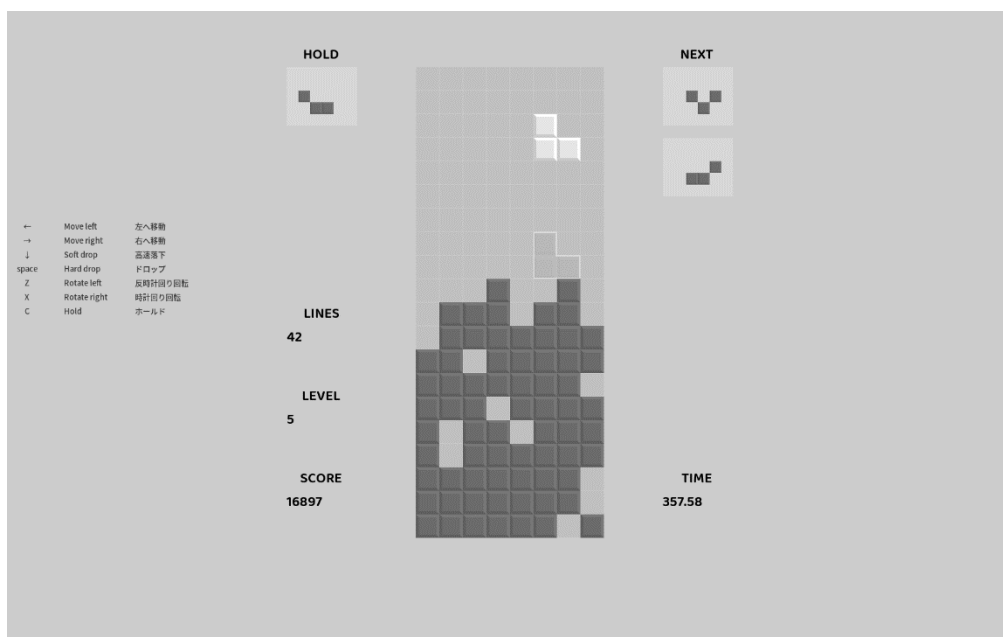 HOLD
NEXT
← Move left 左へ移動
→ Move right 右へ移動
↓ Soft drop 高速落下
space Hard drop ドロップ
Z Rotate left 反時計回り回転
X Rotate right 時計回り回転
C Hold ホールド
LINES
42
LEVEL
5
SCORE
16897
TIME
357.58